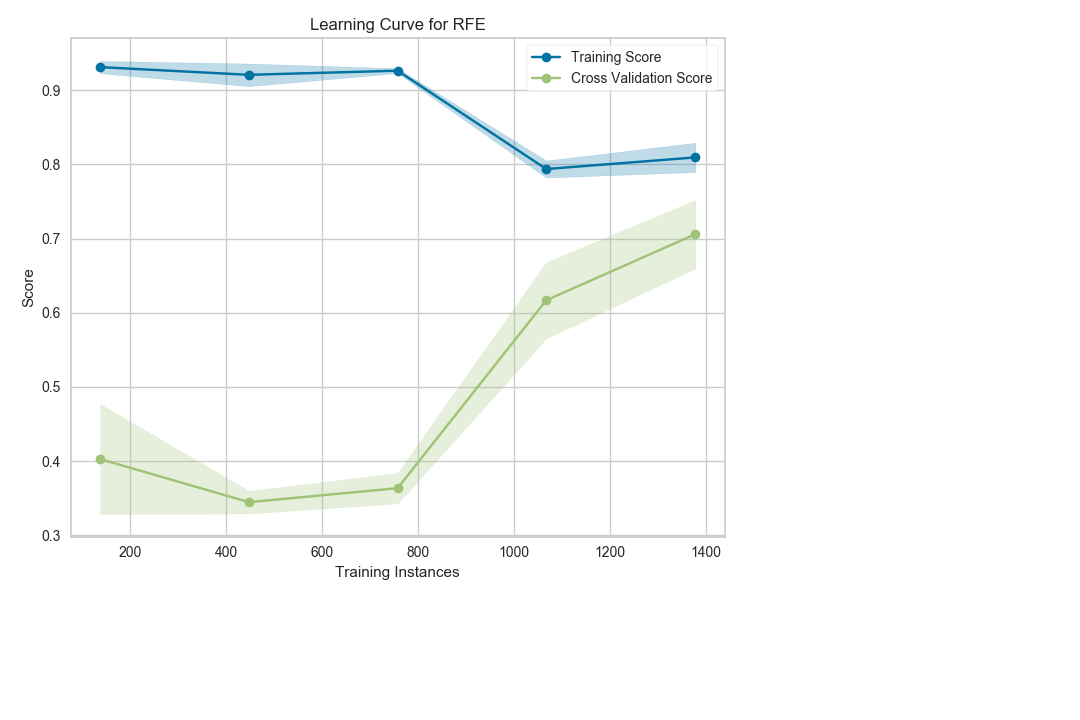 Learning Curve for RFE
Training Score
Cross Validation Score
Score
0.9
0.8
0.7
0.6
0.5
0.4
0.3
200 400 600 800 1000 1200 1400
Training Instances